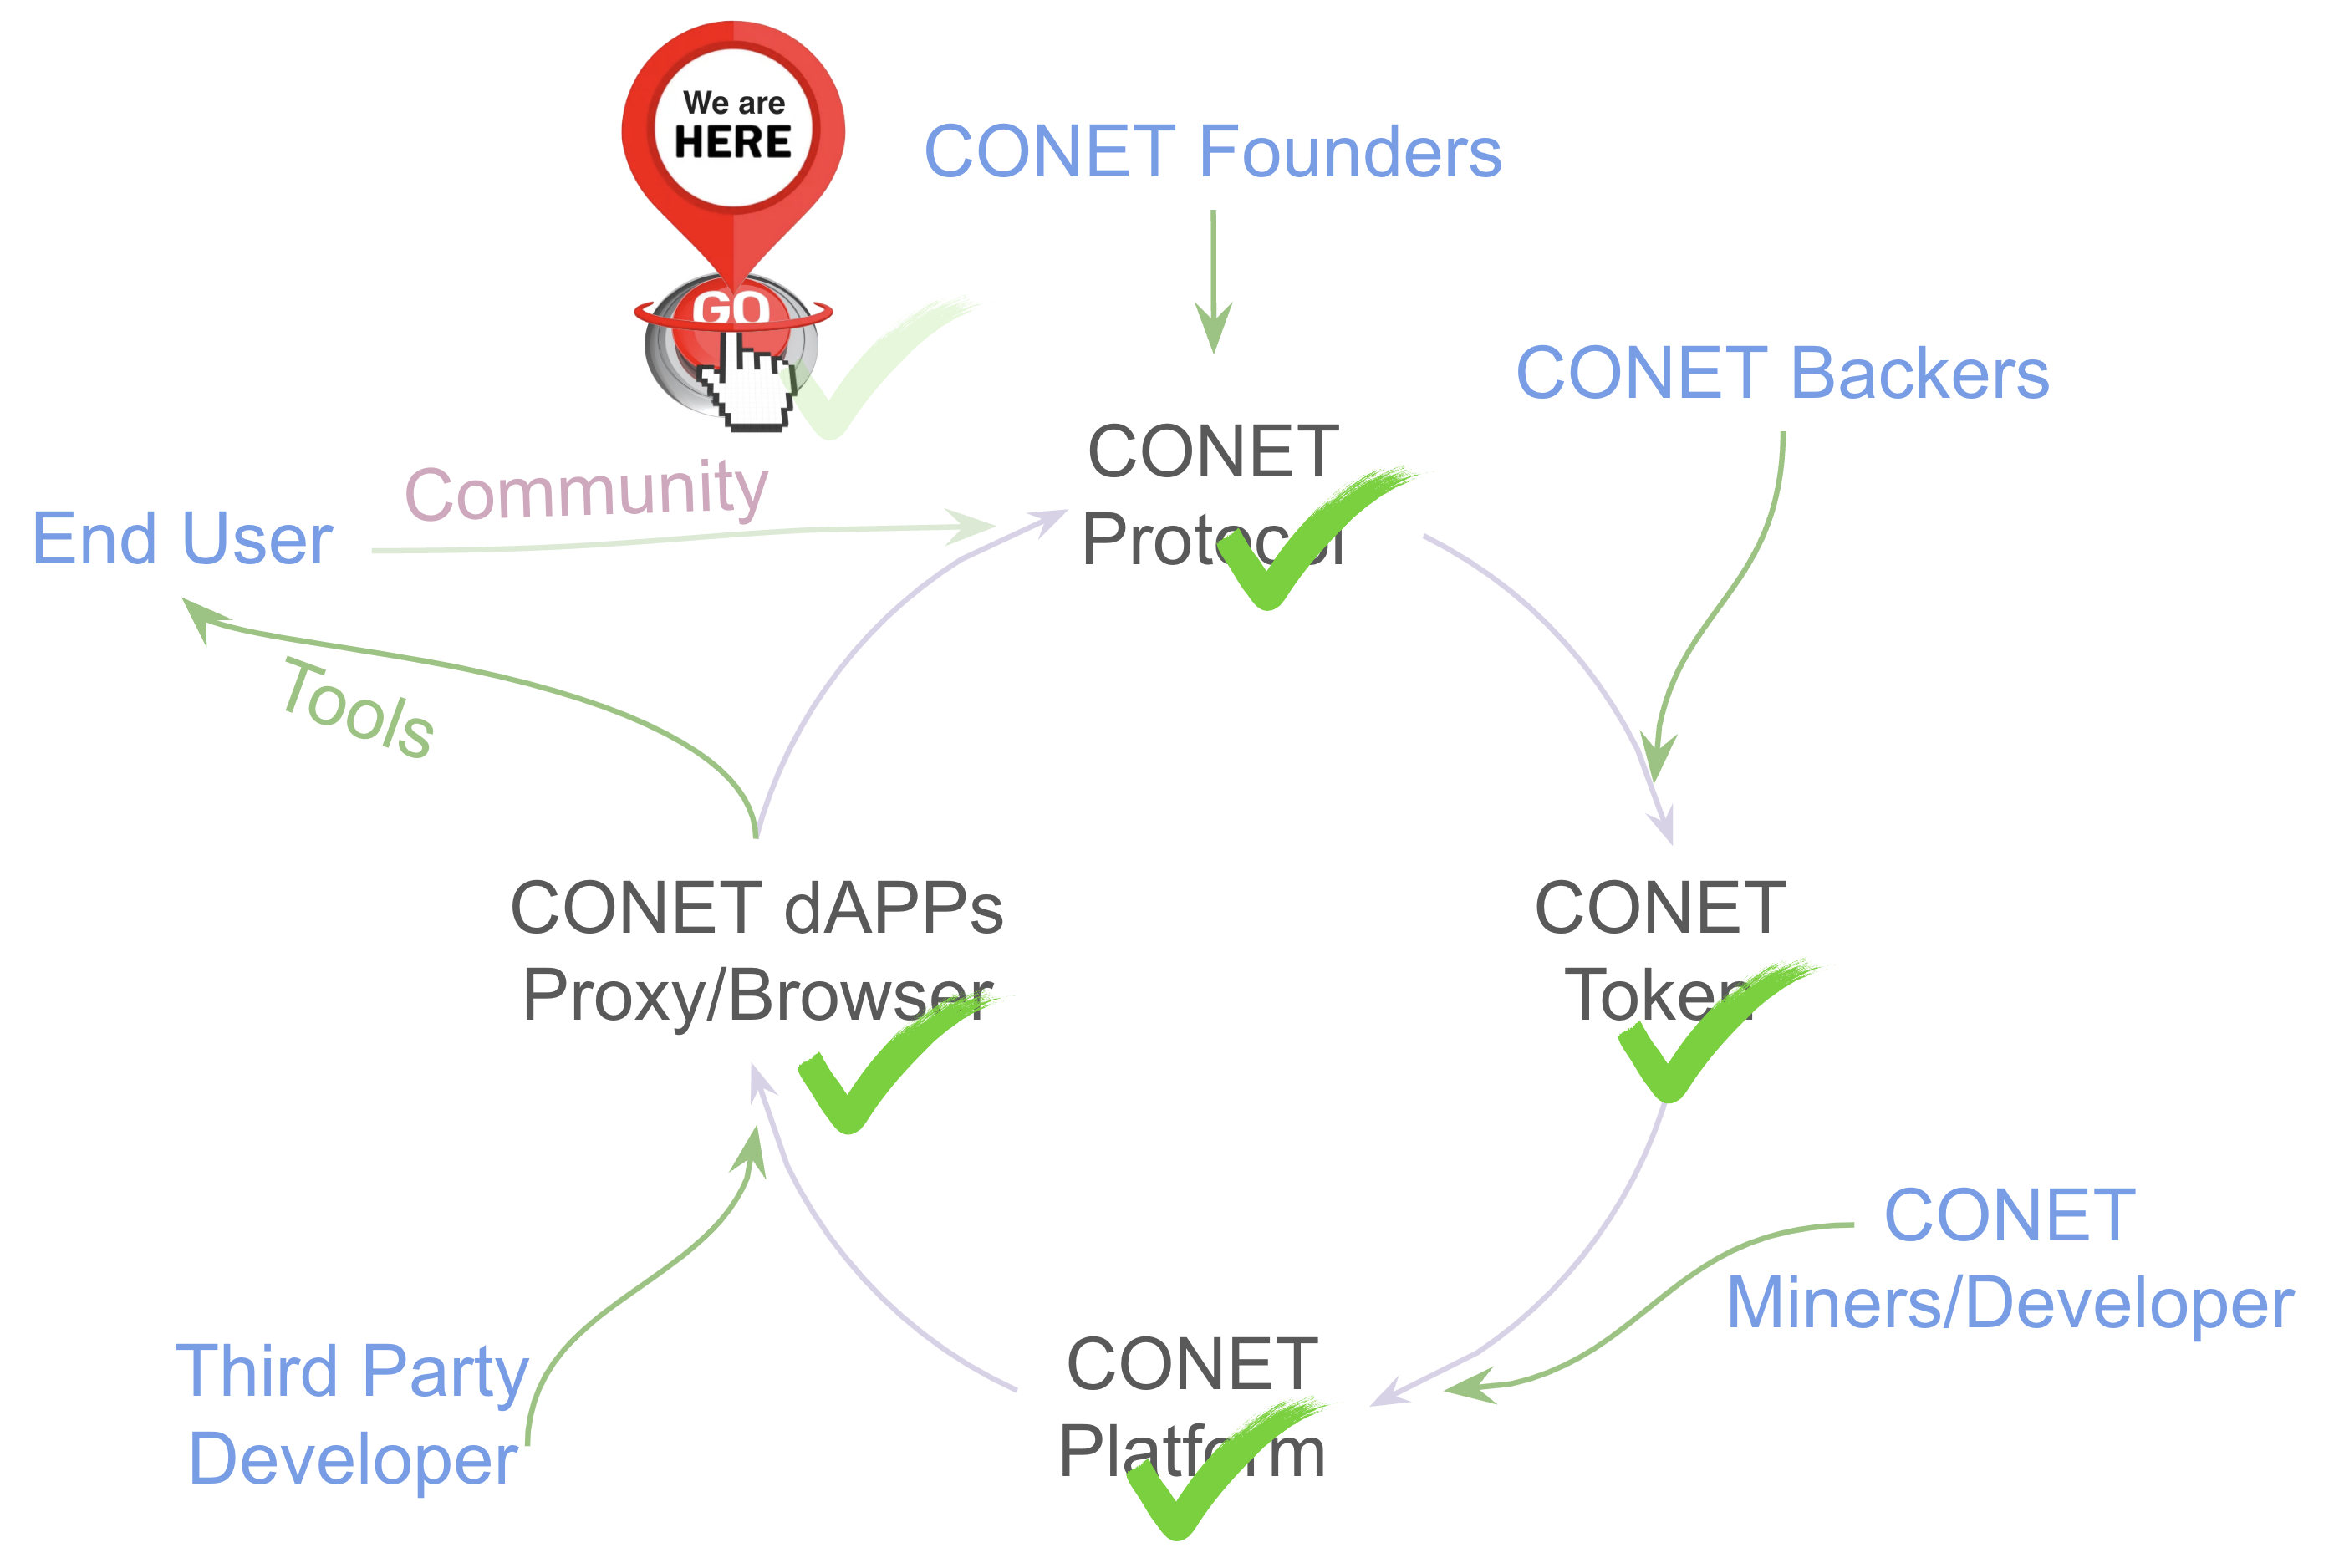 We are
HERE
GO
CONET Founders
CONET Backers
CONET
Protocol
Community
End User
Tools
CONET dAPPs
Proxy/Browser
CONET
Token
CONET
Miners/Developer
Third Party
Developer
CONET
Platform